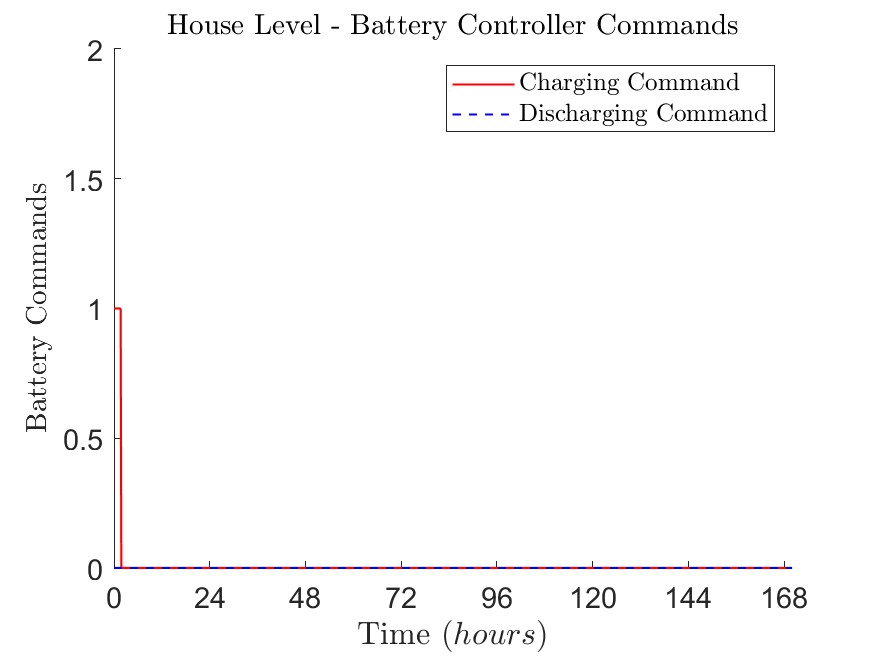 House Level - Battery Controller Commands
2
Charging Command
Discharging Command
1.5
1
0.5
0
Battery Commands
0 24 48 72 96 120 144 168
Time (hours)